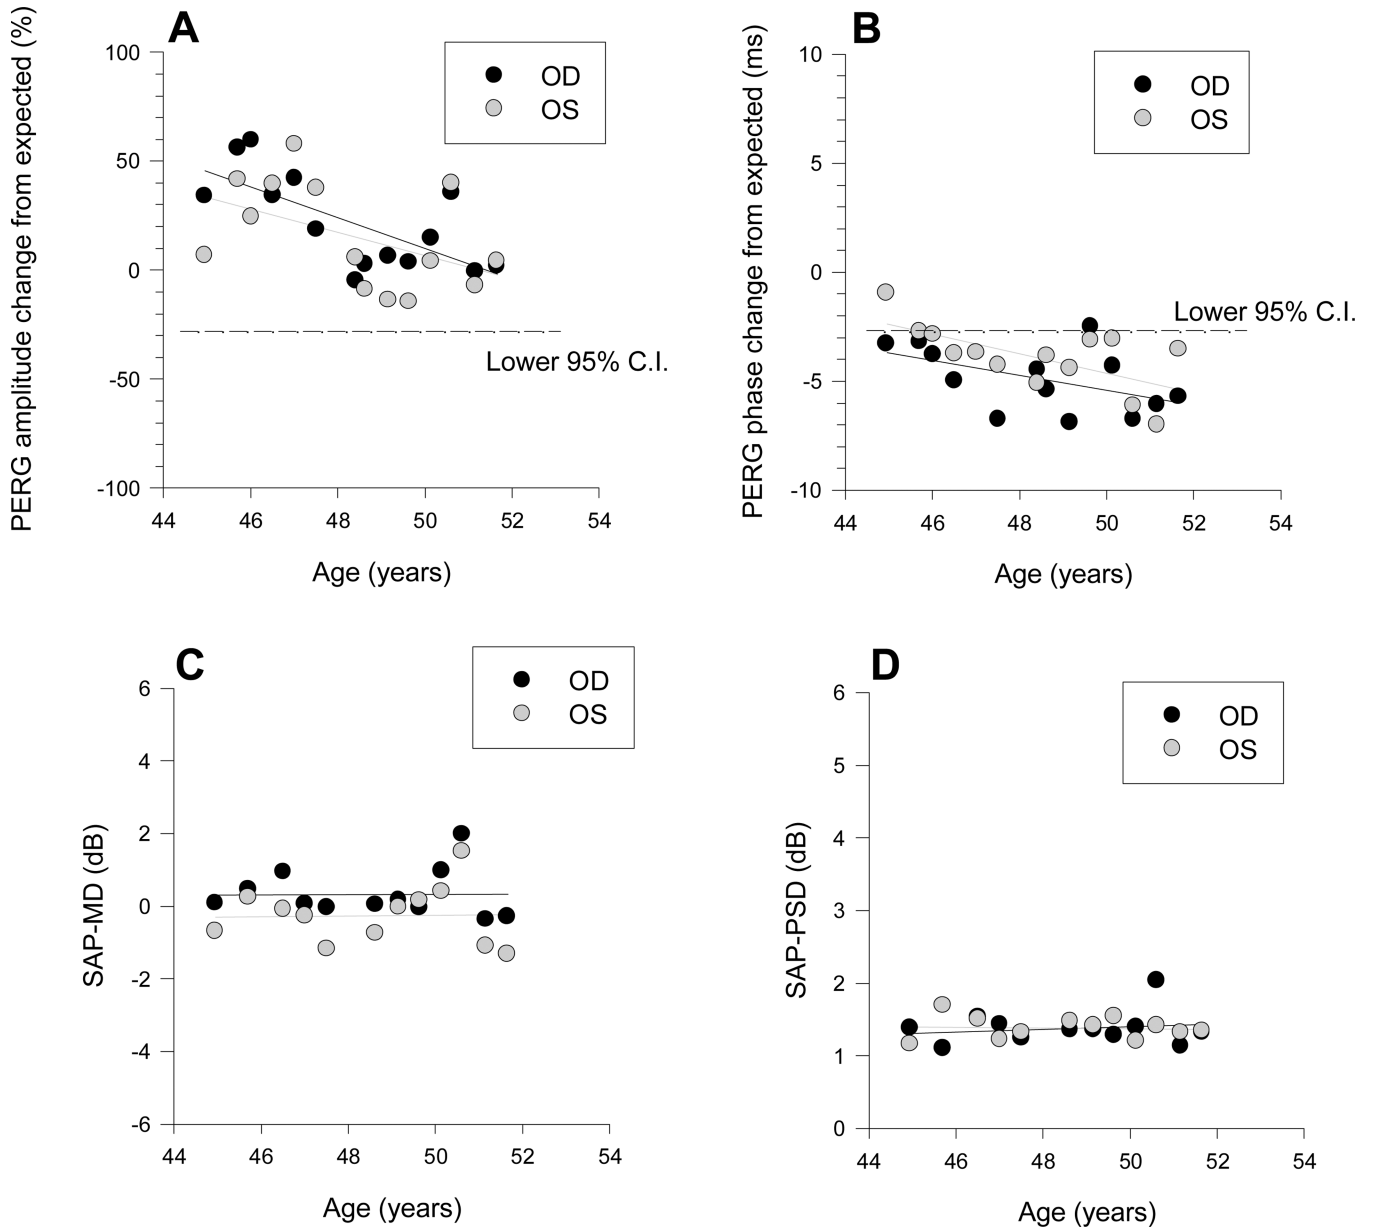 A
PERG amplitude change from expected (%)
100
50
0
-50
-100
OD
OS
Lower 95% C.I.
44 46 48 50 52 54
Age (years)
B
PERG phase change from expected (ms)
10
5
0
-5
-10
OD
OS
Lower 95% C.I.
44 46 48 50 52 54
Age (years)
C
SAP-MD (dB)
6
4
2
0
-2
-4
-6
OD
OS
44 46 48 50 52 54
Age (years)
D
SAP-PSD (dB)
6
5
4
3
2
1
0
OD
OS
44 46 48 50 52 54
Age (years)